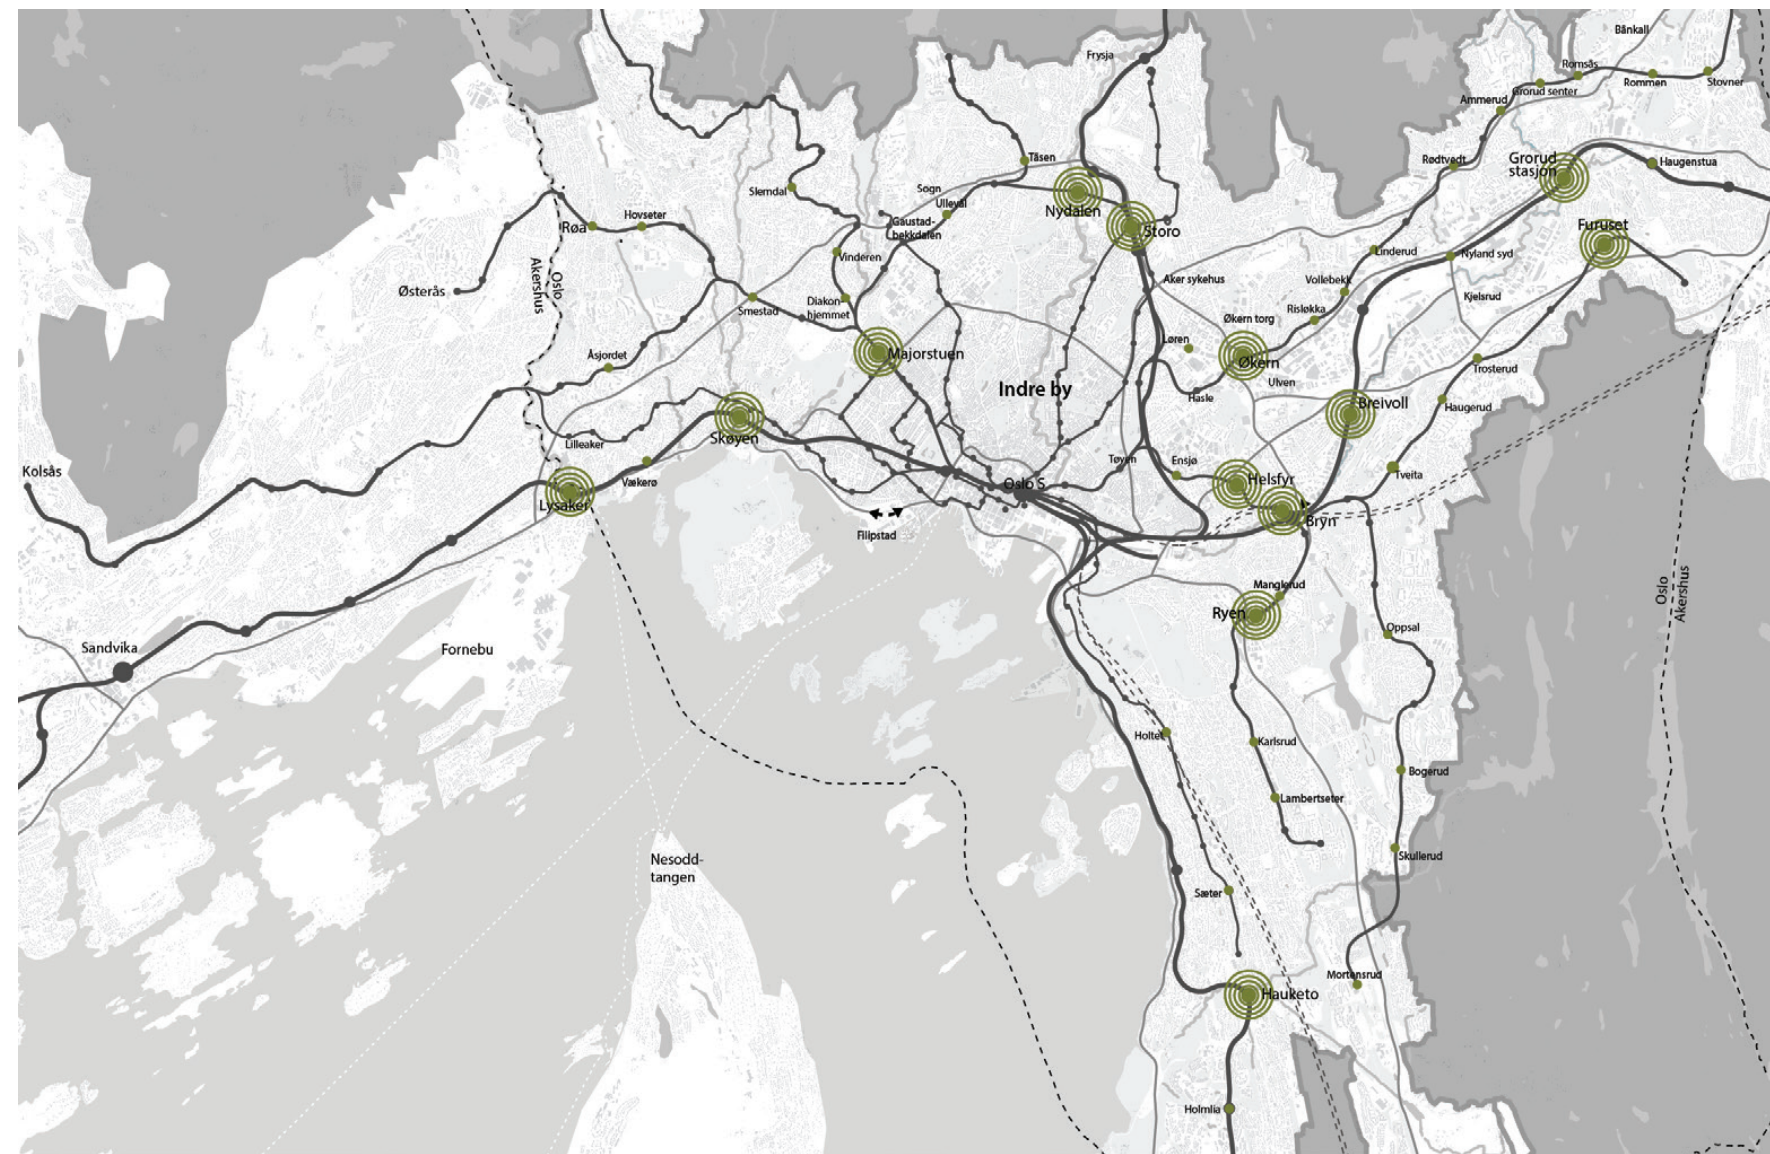 Bånkall
Frysja
Romsås
Rommen
Stovner
Grorud senter
Ammerud
Tåsen
Rødtvedt
Grorud
stasjon
Haugenstua
Slemdal
Sogn
Ullevål
Nydalen
Røa
Hovseter
Gaustad-
bekkdalen
Storo
Furuset
Vinderen
Linderud
Nyland syd
Oslo
Akershus
Østerås
Aker sykehus
Vollebekk
Kjelsrud
Diakon-
hjemmet
Smestad
Risløkka
Økern torg
Løren
Åsjordet
Majorstuen
Økern
Trosterud
Ulven
Indre by
Hasle
Breivoll
Haugerud
Skøyen
Lilleaker
Kolsås
Tøyen
Ensjø
Tveita
Vækerø
Oslo S
Helsfyr
Lysaker
Bryn
Filipstad
Manglerud
Oslo
Akershus
Ryen
Oppsal
Sandvika
Fornebu
Holtet
Karlsrud
Bogerud
Lambertseter
Nesodd-
tangen
Skullerud
Sæter
Mortensrud
Hauketo
Holmlia